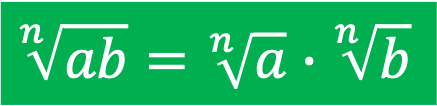 ⁿ√ab = ⁿ√a · ⁿ√b